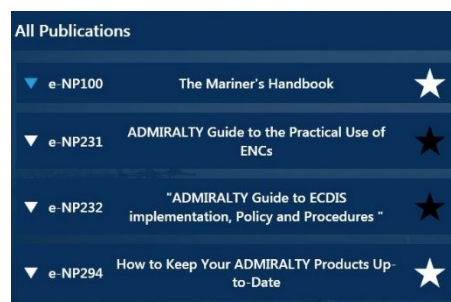 All Publications
e-NP100 The Mariner's Handbook
e-NP231 ADMIRALTY Guide to the Practical Use of
ENCs
e-NP232 "ADMIRALTY Guide to ECDIS
implementation, Policy and Procedures "
e-NP294 How to Keep Your ADMIRALTY Products Up-
to-Date